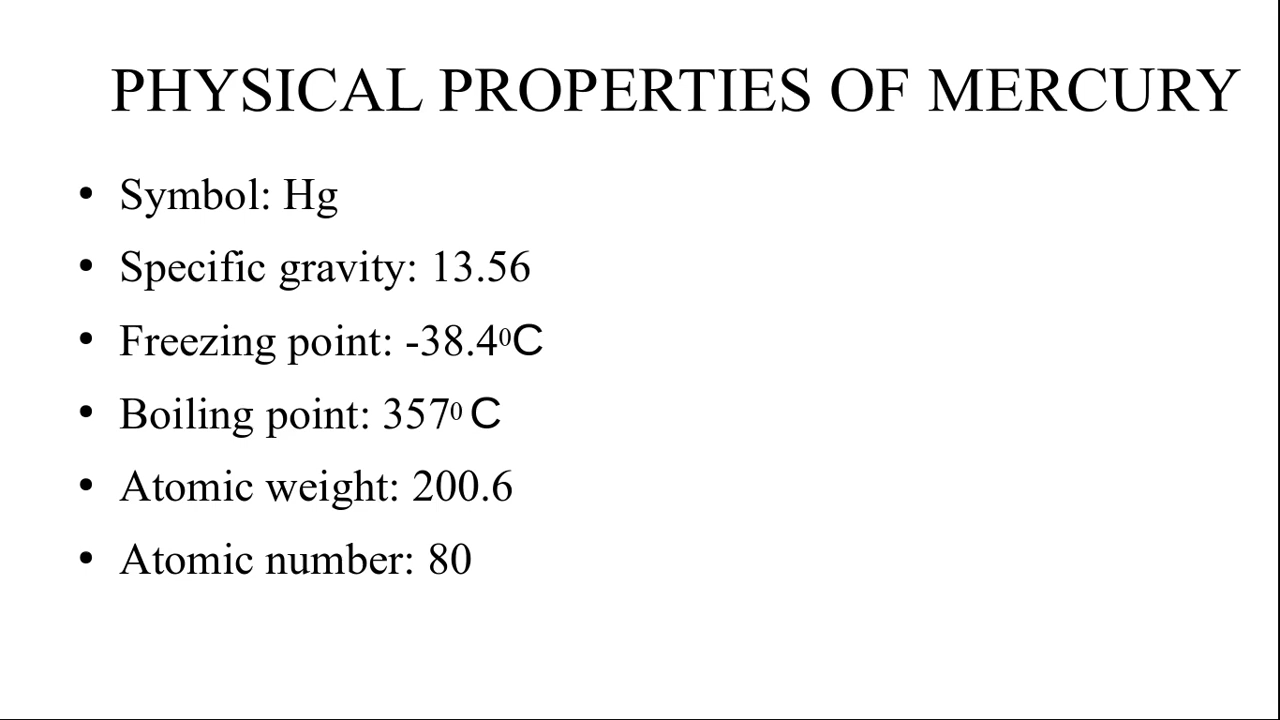 PHYSICAL PROPERTIES OF MERCURY
• Symbol: Hg
• Specific gravity: 13.56
• Freezing point: -38.4⁰C
• Boiling point: 357⁰ C
• Atomic weight: 200.6
• Atomic number: 80